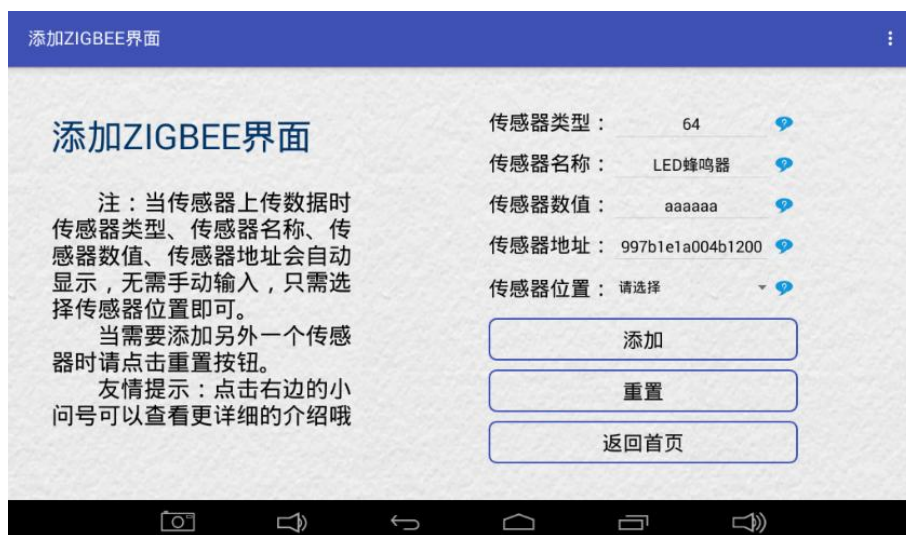 添加ZIGBEE界面
添加ZIGBEE界面
注：当传感器上传数据时
传感器类型、传感器名称、传
感器数值、传感器地址会自动
显示，无需手动输入，只需选
择传感器位置即可。
当需要添加另外一个传感
器时请点击重置按钮。
友情提示：点击右边的小
问号可以查看更详细的介绍哦
传感器类型： 64
传感器名称： LED蜂鸣器
传感器数值： aaaaaa
传感器地址： 997b1e1a004b1200
传感器位置： 请选择
添加
重置
返回首页